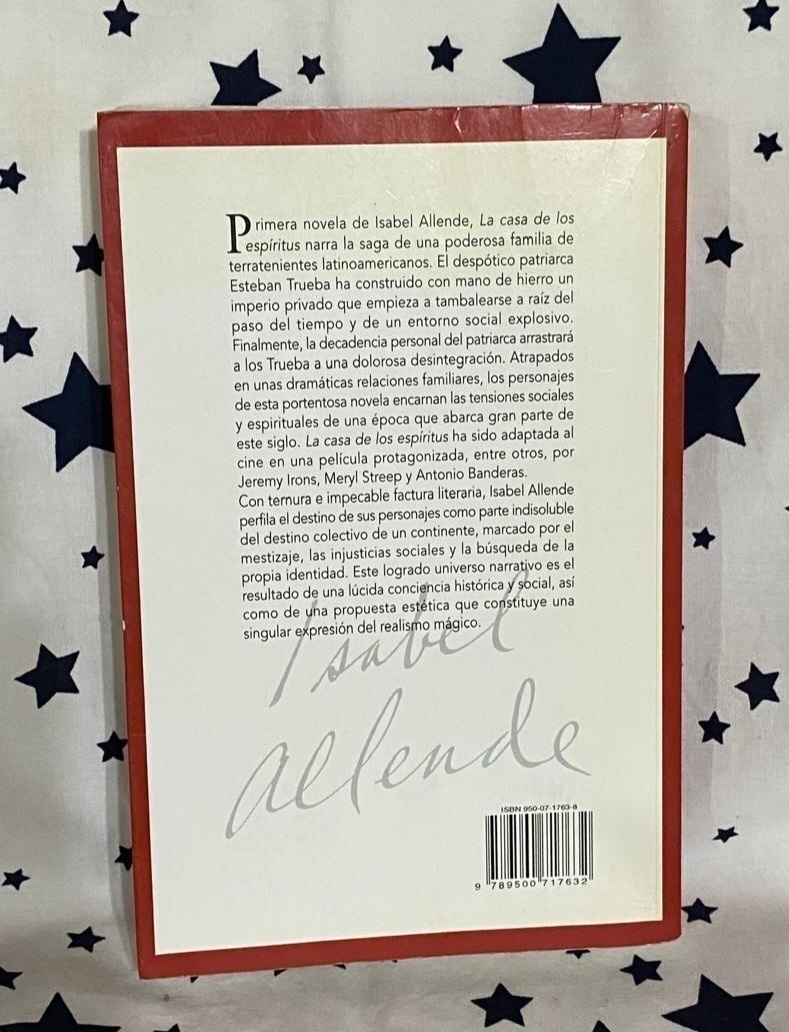 Primera novela de Isabel Allende, La casa de los
espíritus narra la saga de una poderosa familia de
terratenientes latinoamericanos. El despótico patriarca
Esteban Trueba ha construido con mano de hierro un
imperio privado que empieza a tambalearse a raíz del
paso del tiempo y de un entorno social explosivo.
Finalmente, la decadencia personal del patriarca arrastrará
a los Trueba a una dolorosa desintegración. Atrapados
en unas dramáticas relaciones familiares, los personajes
de esta portentosa novela encarnan las tensiones sociales
y espirituales de una época que abarca gran parte de
este siglo. La casa de los espíritus ha sido adaptada al
cine en una película protagonizada, entre otros, por
Jeremy Irons, Meryl Streep y Antonio Banderas.
Con ternura e impecable factura literaria, Isabel Allende
perfila el destino de sus personajes como parte indisoluble
del destino colectivo de un continente, marcado por el
mestizaje, las injusticias sociales y la búsqueda de la
propia identidad. Este logrado universo narrativo es el
resultado de una lúcida conciencia histórica y social, así
como de una propuesta estética que constituye una
singular expresión del realismo mágico.
Isabel
Allende
ISBN 950-07-1763-8
9 789500 717632